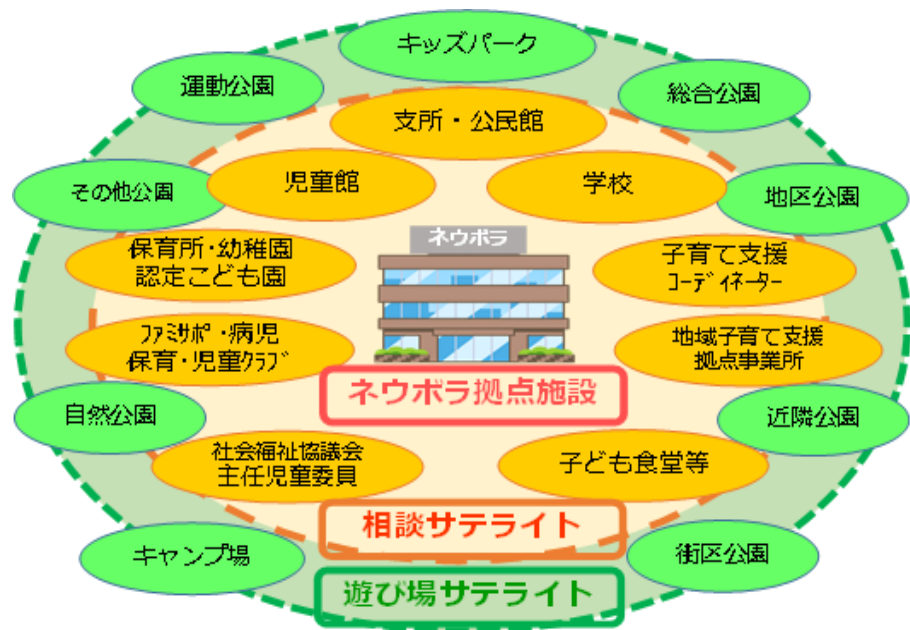 キッズパーク
運動公園
総合公園
支所・公民館
児童館
学校
その他公園
地区公園
ネウボラ
保育所・幼稚園
認定こども園
子育て支援
ｺｰﾃﾞｨﾈｰﾀｰ
ﾌｧﾐｻﾎﾟ・病児
保育・児童ｸﾗﾌﾞ
地域子育て支援
拠点事業所
ネウボラ拠点施設
自然公園
近隣公園
社会福祉協議会
主任児童委員
子ども食堂等
相談サテライト
キャンプ場
街区公園
遊び場サテライト